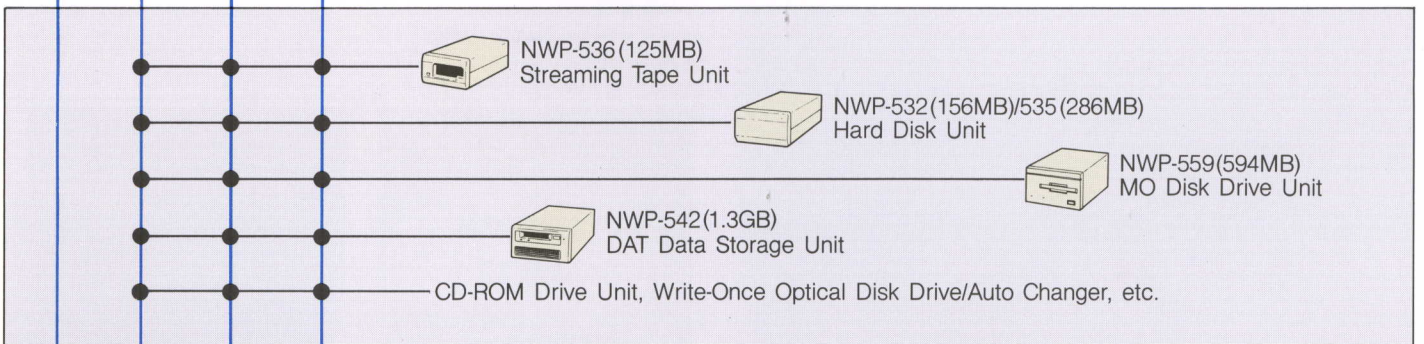 NWP-536(125MB)
Streaming Tape Unit
NWP-532(156MB)/535(286MB)
Hard Disk Unit
NWP-559(594MB)
MO Disk Drive Unit
NWP-542(1.3GB)
DAT Data Storage Unit
CD-ROM Drive Unit, Write-Once Optical Disk Drive/Auto Changer, etc.